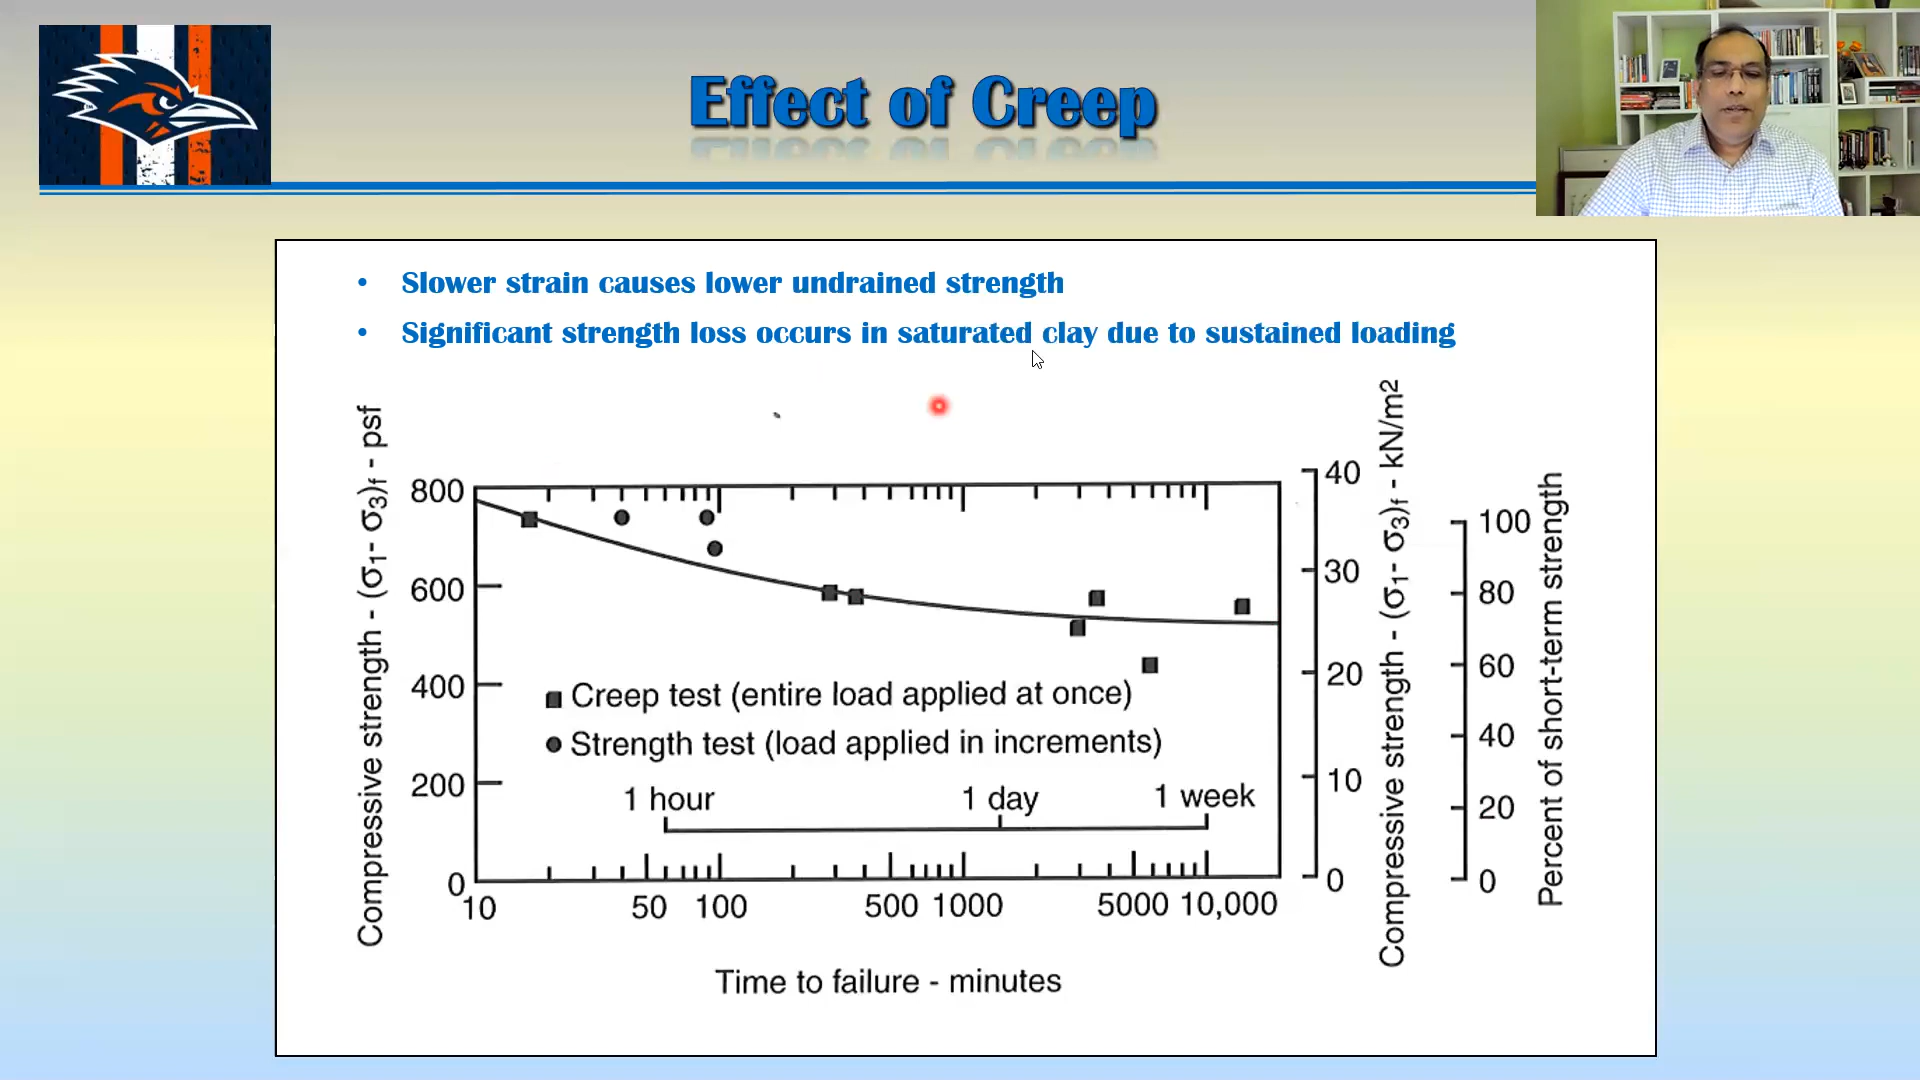 Effect of Creep
• Slower strain causes lower undrained strength
• Significant strength loss occurs in saturated clay due to sustained loading
Compressive strength - (σ1- σ3)f - psf
800
600
400
200
0
Creep test (entire load applied at once)
Strength test (load applied in increments)
1 hour 1 day 1 week
10 50 100 500 1000 5000 10,000
Time to failure - minutes
40
30
20
10
0
Compressive strength - (σ1- σ3)f - kN/m2
100
80
60
40
20
0
Percent of short-term strength